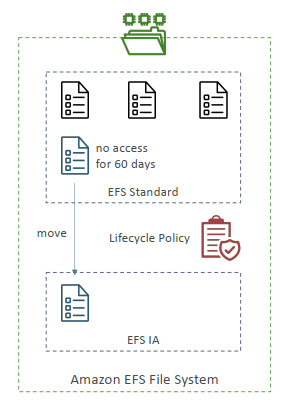 no access
for 60 days
EFS Standard
move
Lifecycle Policy
EFS IA
Amazon EFS File System